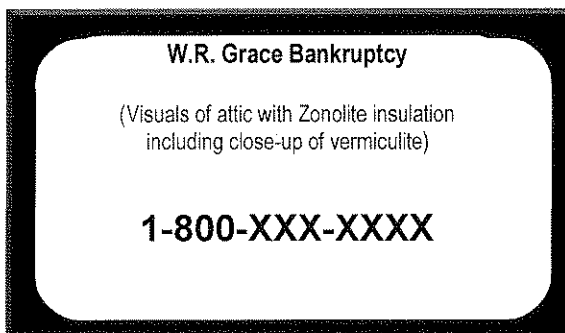 W.R. Grace Bankruptcy
(Visuals of attic with Zonolite insulation
including close-up of vermiculite)
1-800-XXX-XXXX